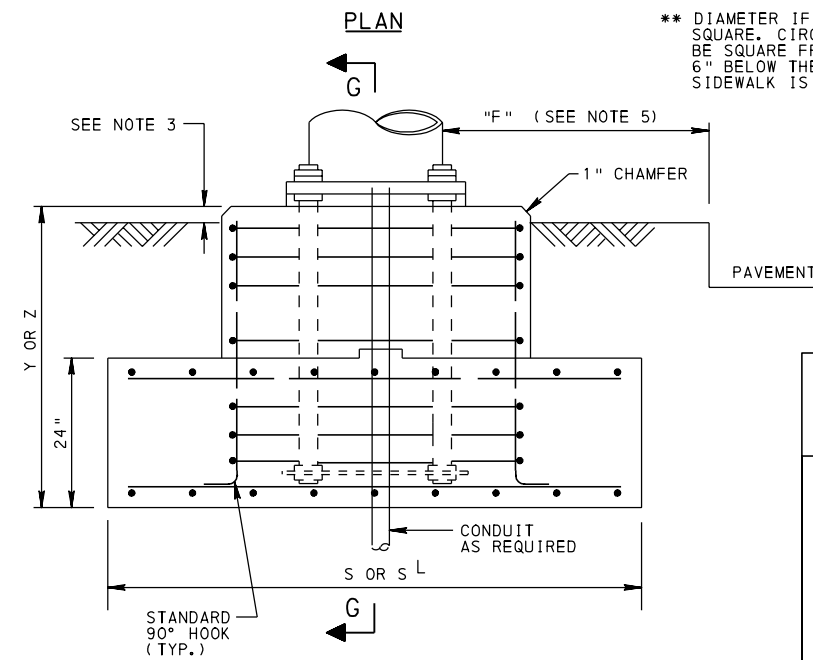 PLAN
** DIAMETER IF
SQUARE. CIRC
BE SQUARE FR
6" BELOW THE
SIDEWALK IS
G
SEE NOTE 3
"F" (SEE NOTE 5)
1" CHAMFER
PAVEMENT
Y OR Z
24"
CONDUIT
AS REQUIRED
S OR S L
G
STANDARD
90° HOOK
(TYP.)